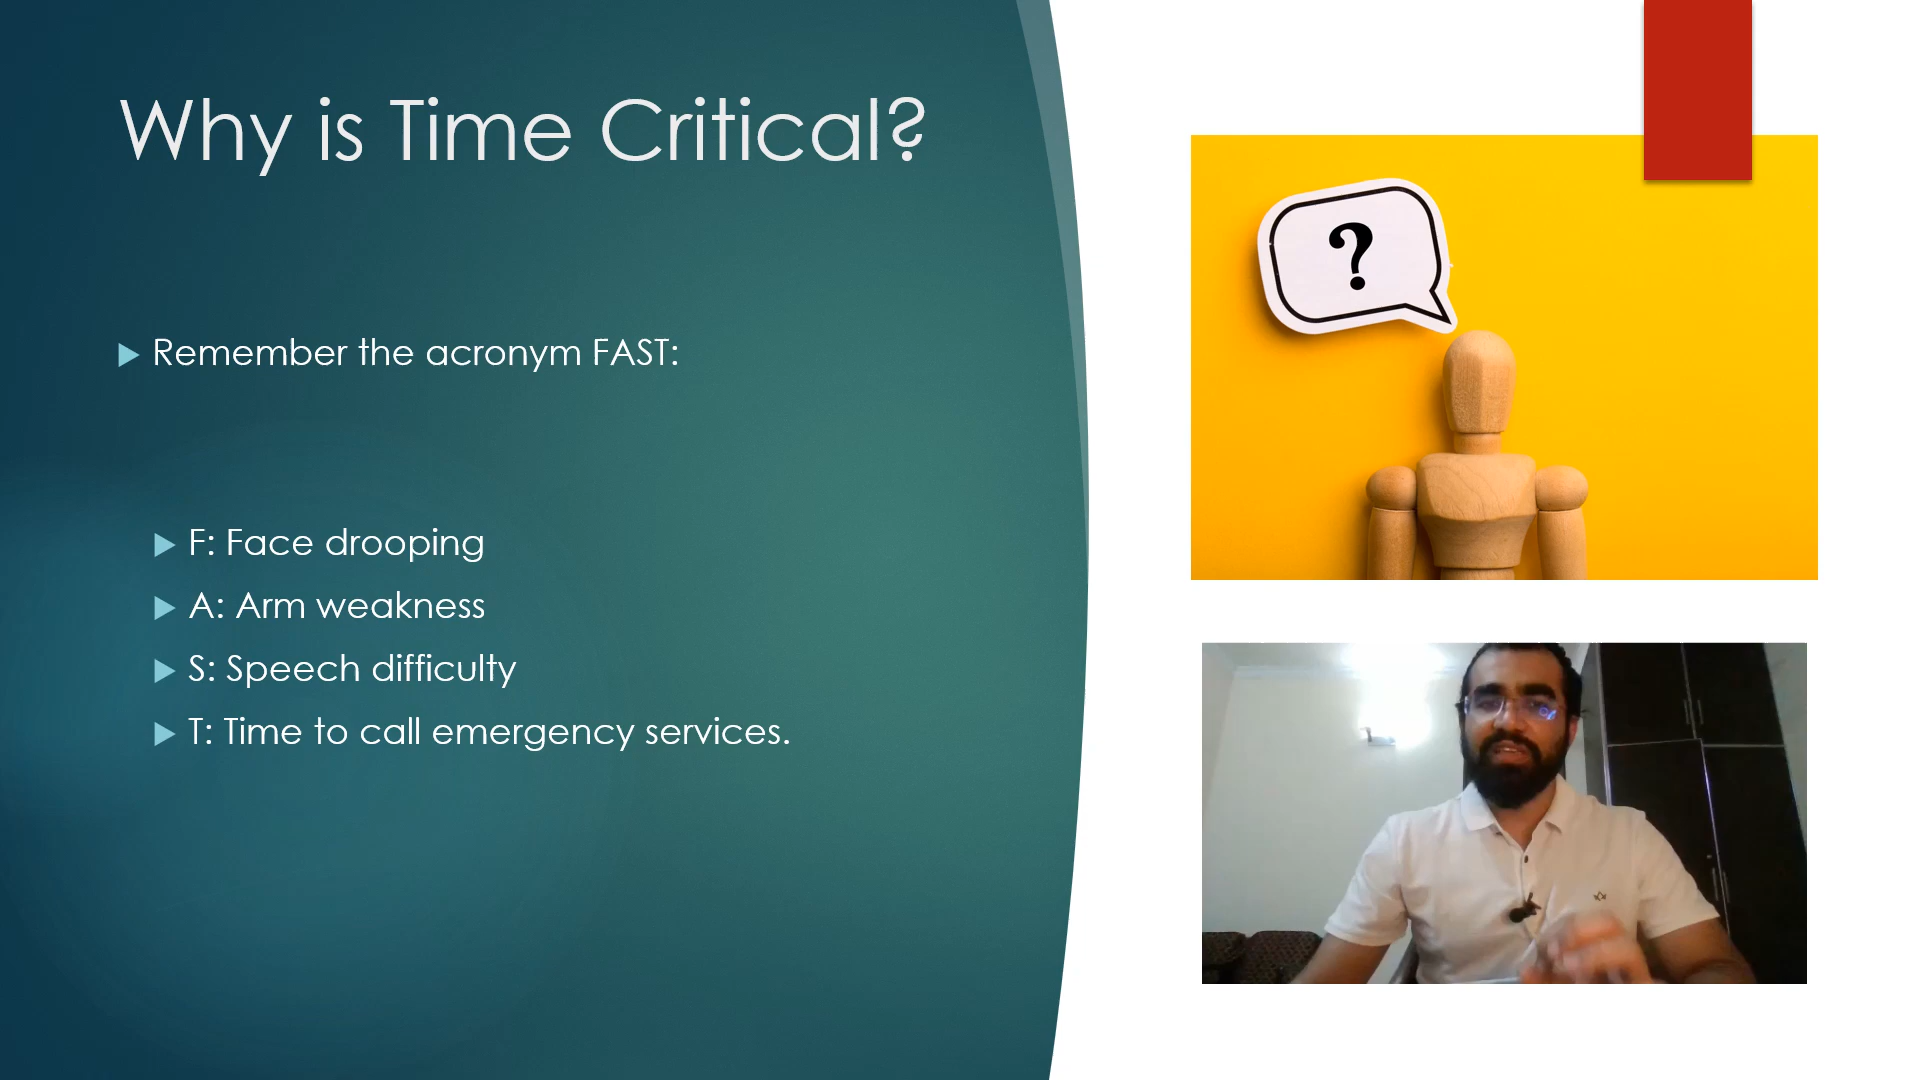 Why is Time Critical?
Remember the acronym FAST:
F: Face drooping
A: Arm weakness
S: Speech difficulty
T: Time to call emergency services.
?